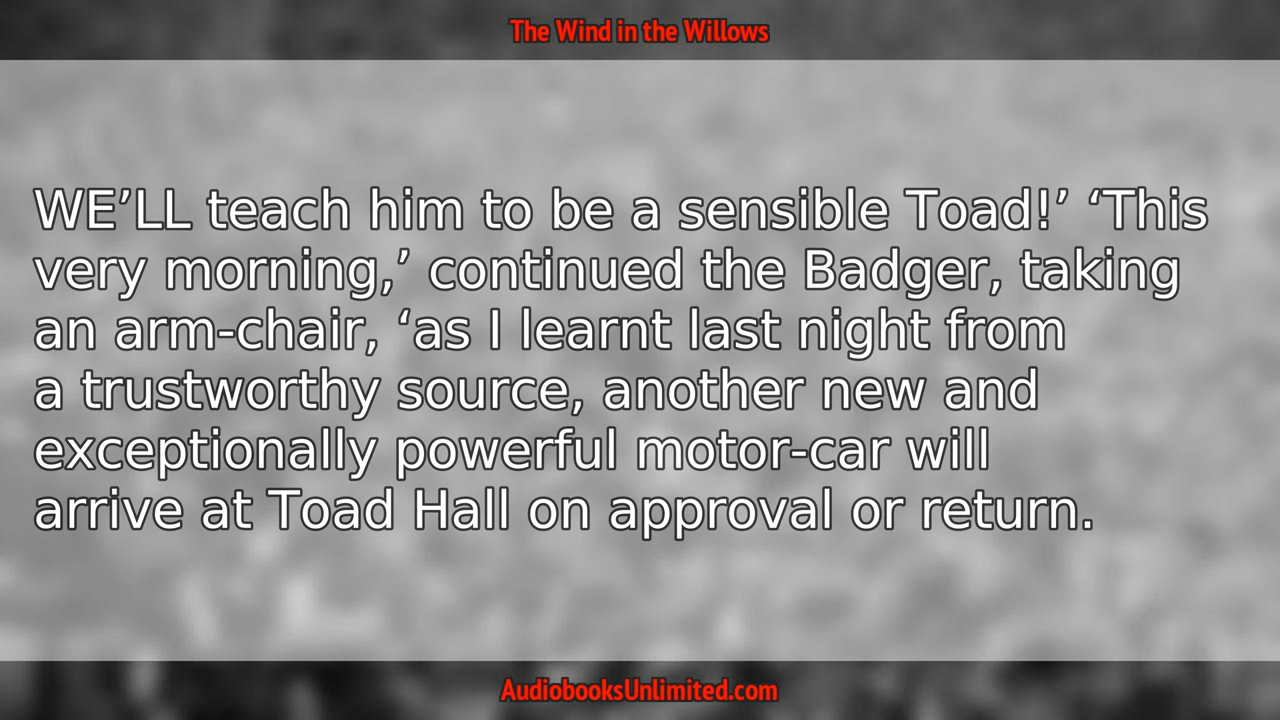 The Wind in the Willows
WE’LL teach him to be a sensible Toad!’ ‘This
very morning,’ continued the Badger, taking
an arm-chair, ‘as I learnt last night from
a trustworthy source, another new and
exceptionally powerful motor-car will
arrive at Toad Hall on approval or return.
AudiobooksUnlimited.com